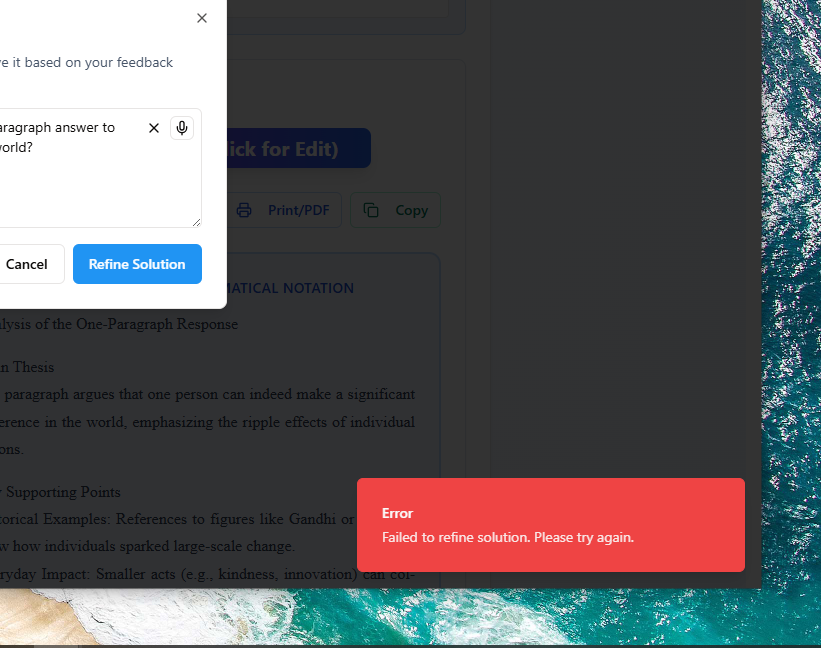 e it based on your feedback
aragraph answer to
world?
Cancel
Refine Solution
ick for Edit)
Print/PDF
Copy
MATICAL NOTATION
lysis of the One-Paragraph Response
n Thesis
paragraph argues that one person can indeed make a significant
erence in the world, emphasizing the ripple effects of individual
ons.
Supporting Points
torical Examples: References to figures like Gandhi or
w how individuals sparked large-scale change.
ryday Impact: Smaller acts (e.g., kindness, innovation) can col-
Error
Failed to refine solution. Please try again.